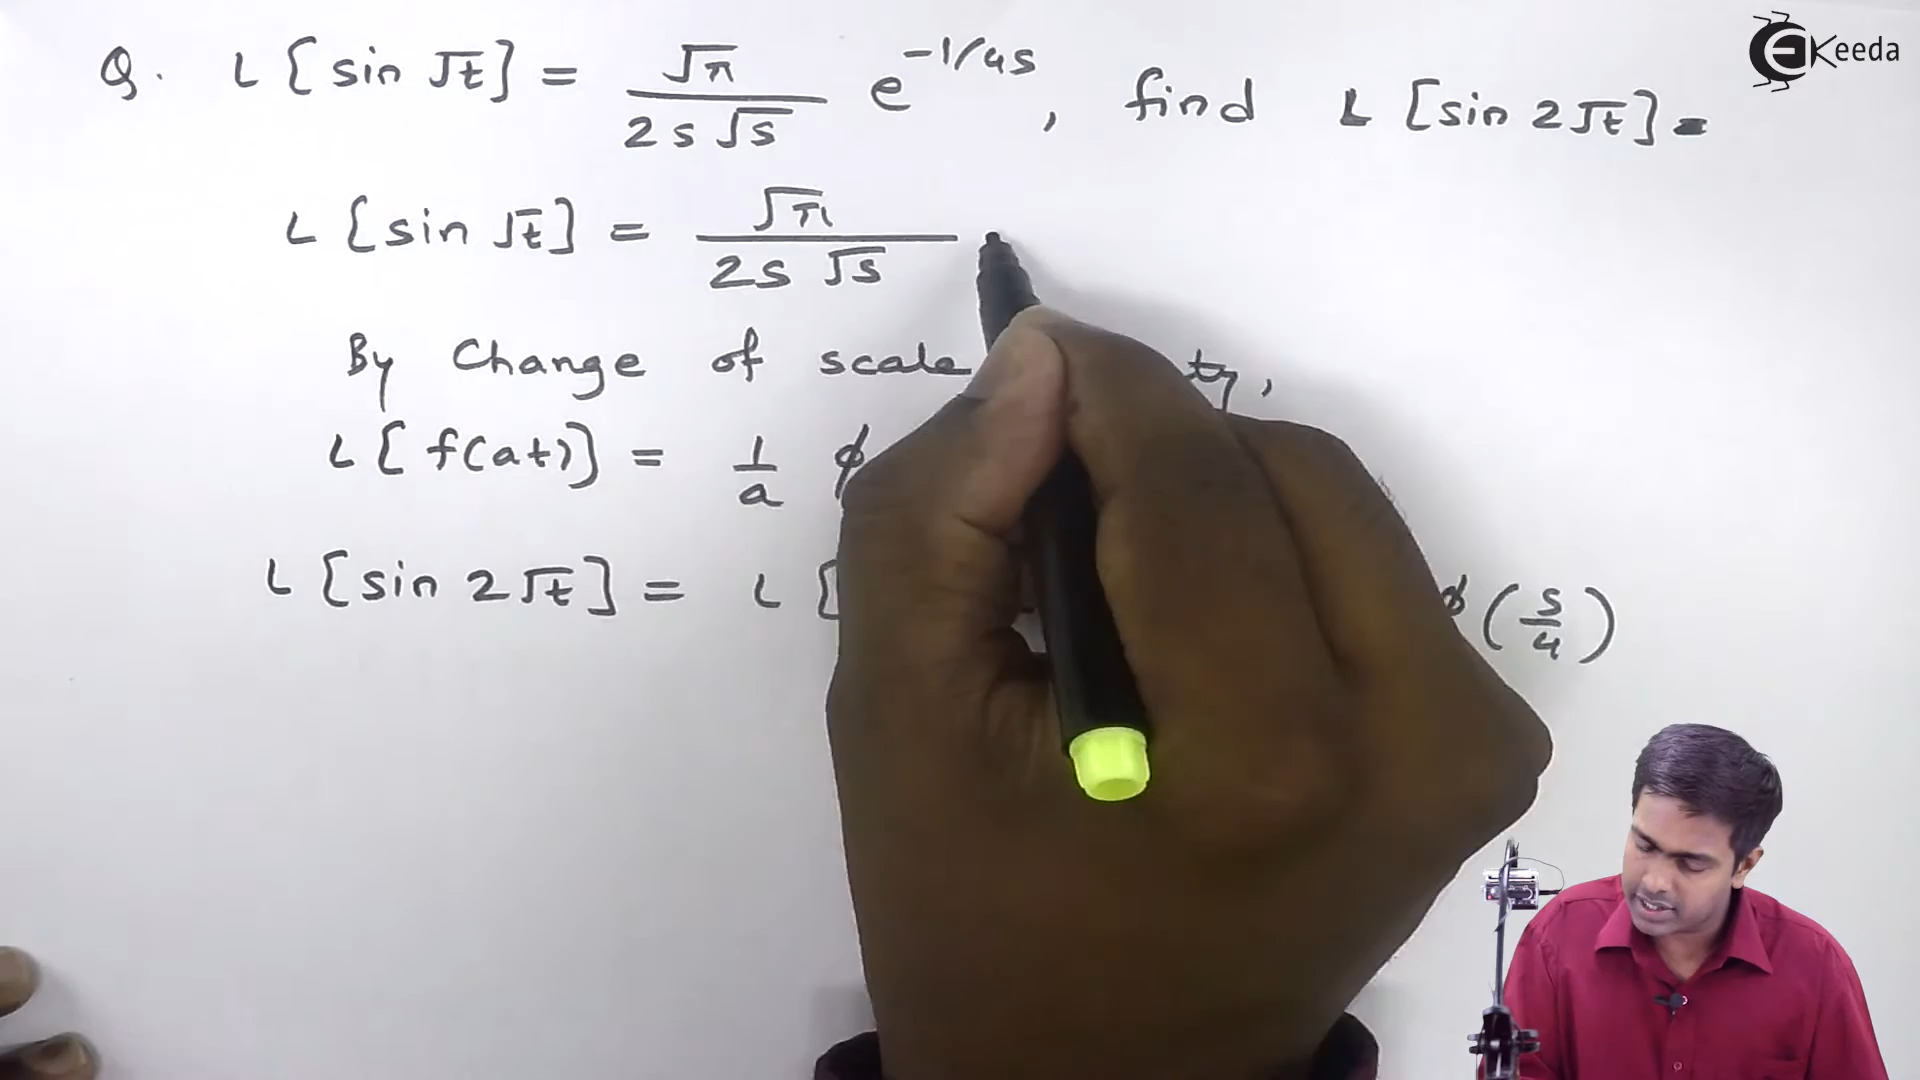 EKeeda
Q. L[sin √t] = √π / 2s√s e^-1/4s, find L[sin 2√t] =
L[sin √t] = √π / 2s √s
By Change of scale
L[f(at)] = 1/a ϕ
L[sin 2√t] = L[ ϕ(s/4)